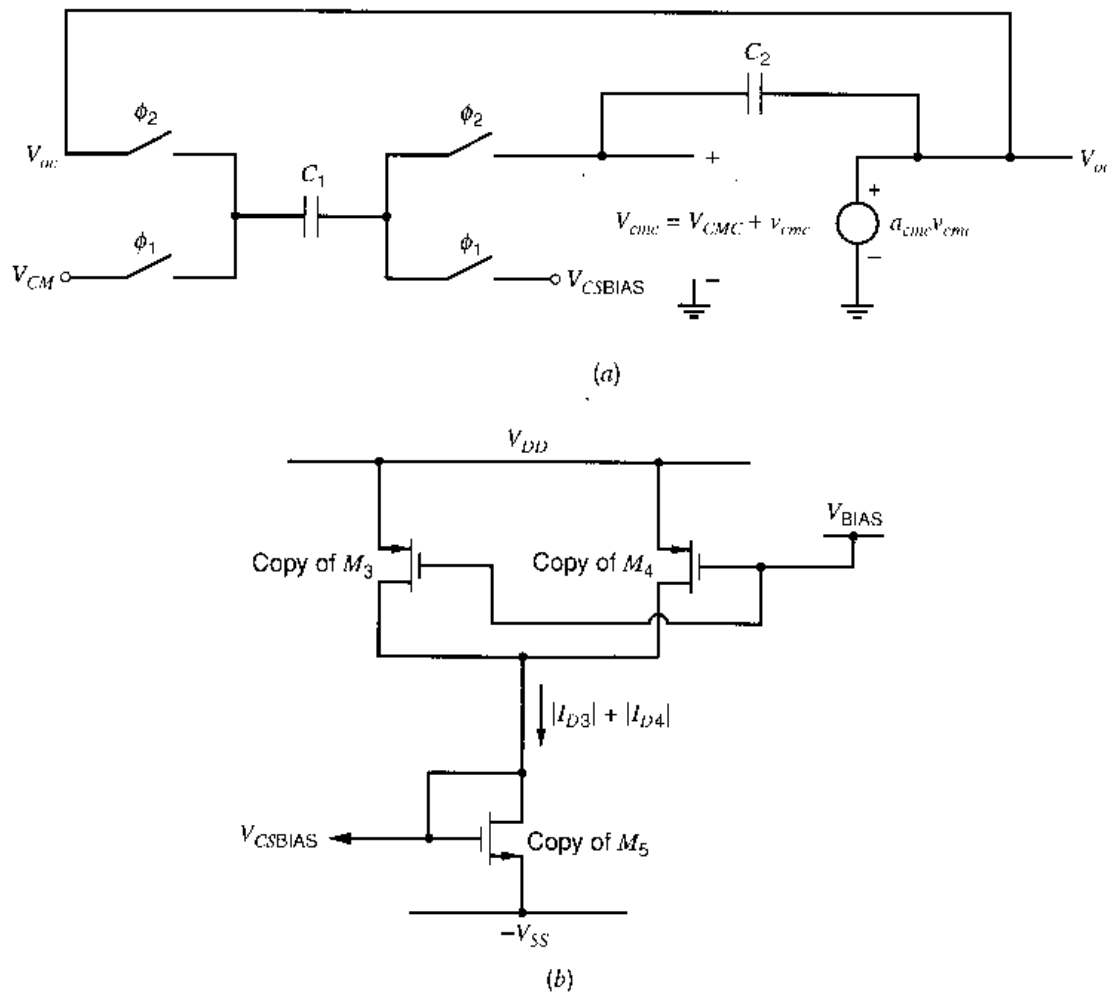 C₂
ϕ₂
ϕ₂
V_oc
C₁
+
V_oc
V_cmc = V_CMC + v_cmc
+
a_cmc v_cmc
−
ϕ₁
ϕ₁
V_CM
V_CSBIAS
−
(a)
V_DD
V_BIAS
Copy of M₃
Copy of M₄
|I_D3| + |I_D4|
V_CSBIAS
Copy of M₅
−V_SS
(b)